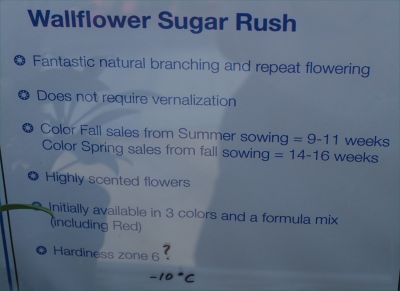 Wallflower Sugar Rush
Fantastic natural branching and repeat flowering
Does not require vernalization
Color Fall sales from Summer sowing = 9-11 weeks
Color Spring sales from fall sowing = 14-16 weeks
Highly scented flowers
Initially available in 3 colors and a formula mix
(including Red)
Hardiness zone 6?
-10°C